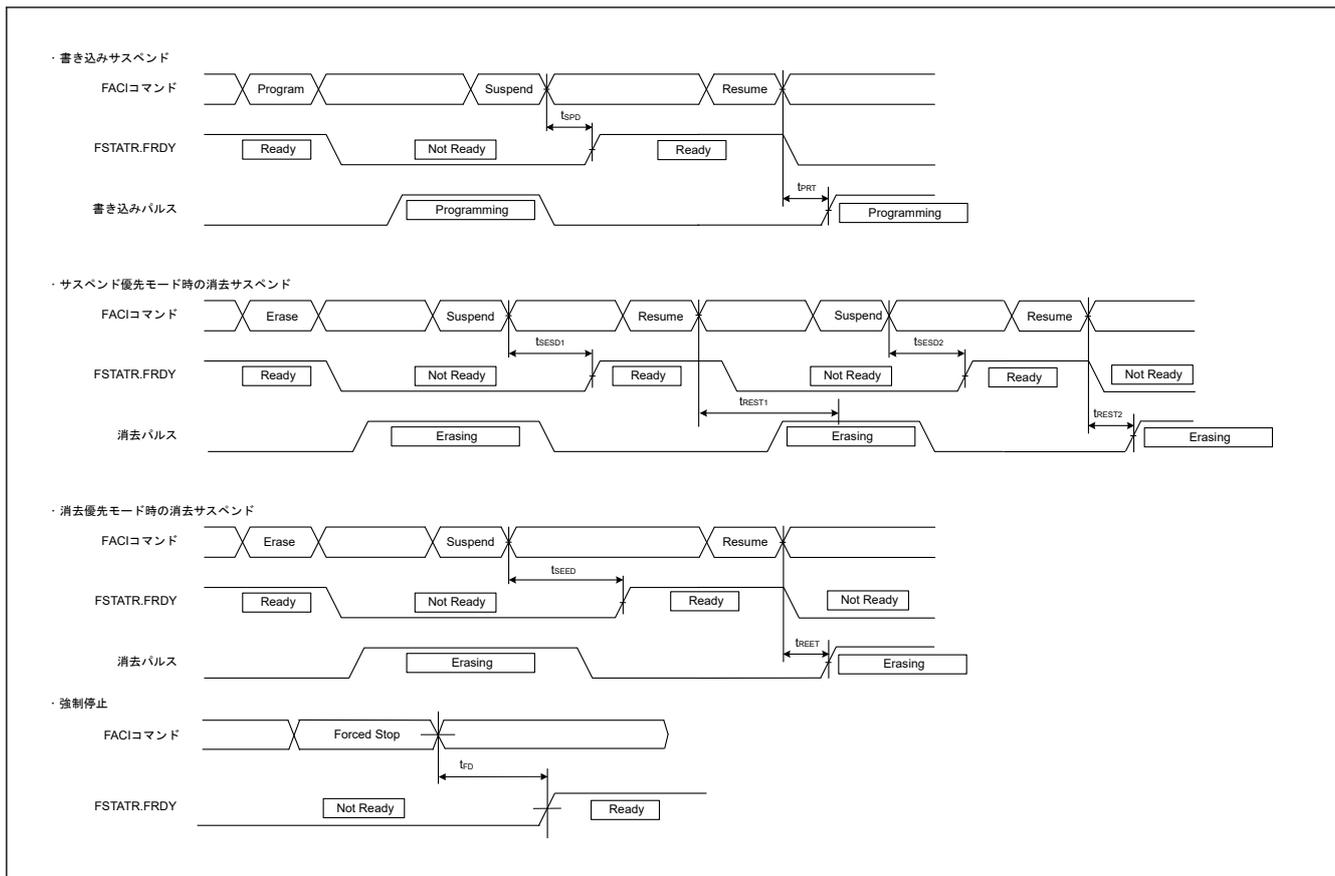 ・書き込みサスペンド
FACIコマンド Program Suspend Resume
tSPD
FSTATR.FRDY Ready Not Ready Ready
tPRT
書き込みパルス Programming Programming
・サスペンド優先モード時の消去サスペンド
FACIコマンド Erase Suspend Resume Suspend Resume
tSESD1 tSESD2
FSTATR.FRDY Ready Not Ready Ready Not Ready Ready Not Ready
tREST1 tREST2
消去パルス Erasing Erasing Erasing
・消去優先モード時の消去サスペンド
FACIコマンド Erase Suspend Resume
tSEED
FSTATR.FRDY Ready Not Ready Ready Not Ready
tREET
消去パルス Erasing Erasing
・強制停止
FACIコマンド Forced Stop
tFD
FSTATR.FRDY Not Ready Ready